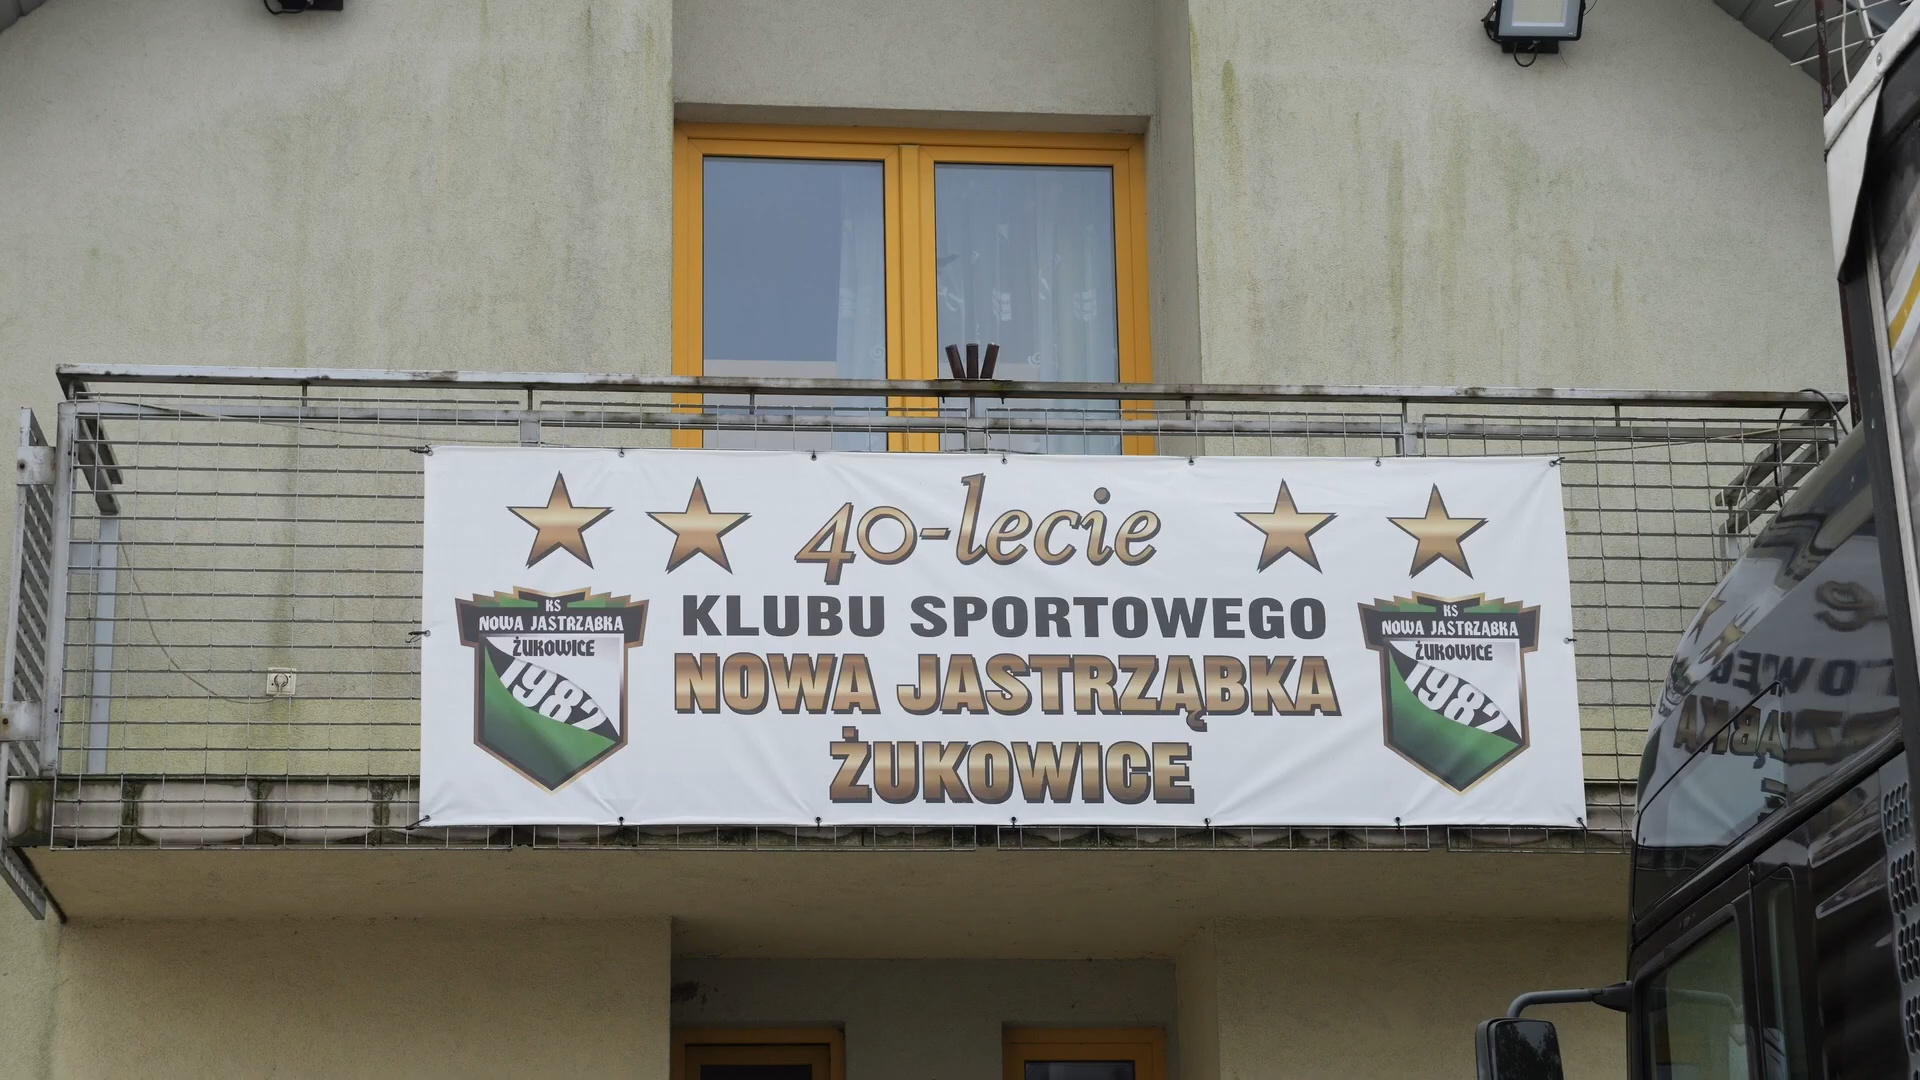 40-lecie
KLUBU SPORTOWEGO
NOWA JASTRZĄBKA
ŻUKOWICE
KS
NOWA JASTRZĄBKA
ŻUKOWICE
1982
KS
NOWA JASTRZĄBKA
ŻUKOWICE
1982